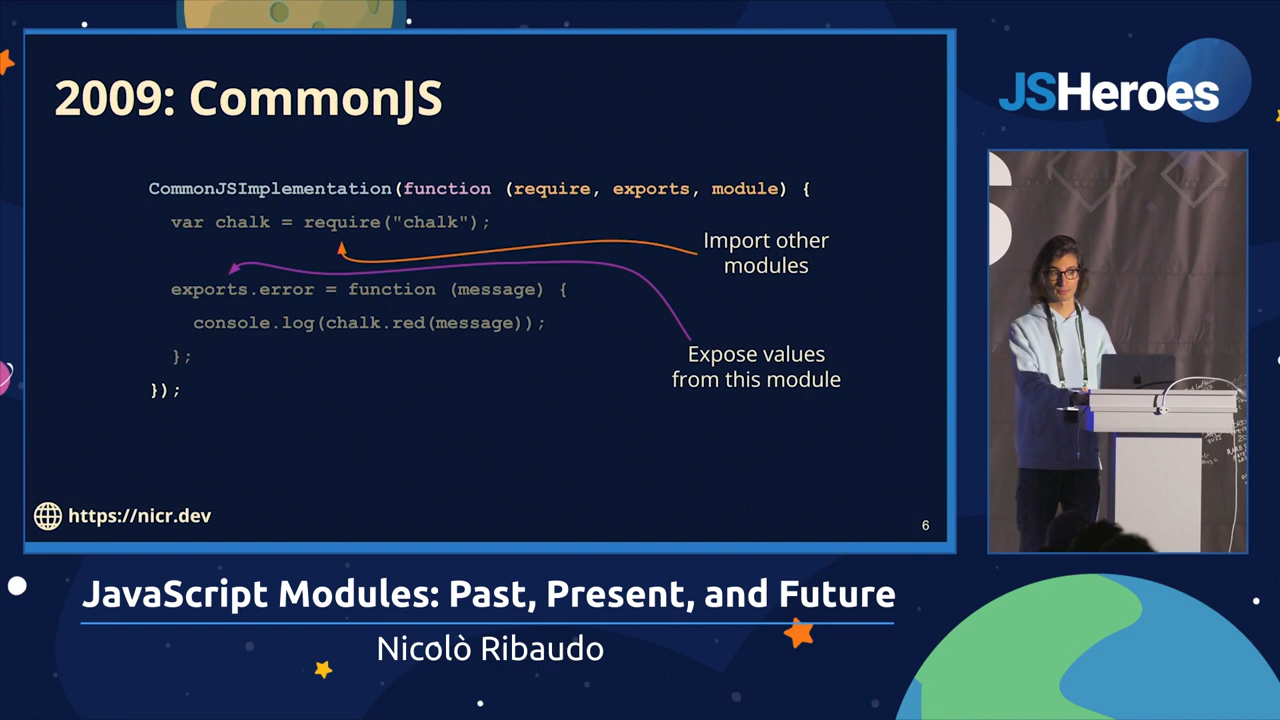 2009: CommonJS
CommonJSImplementation(function (require, exports, module) {
var chalk = require("chalk");
Import other
modules
exports.error = function (message) {
console.log(chalk.red(message));
};
Expose values
from this module
});
https://nicr.dev
6
JSHeroes
JavaScript Modules: Past, Present, and Future
Nicolò Ribaudo